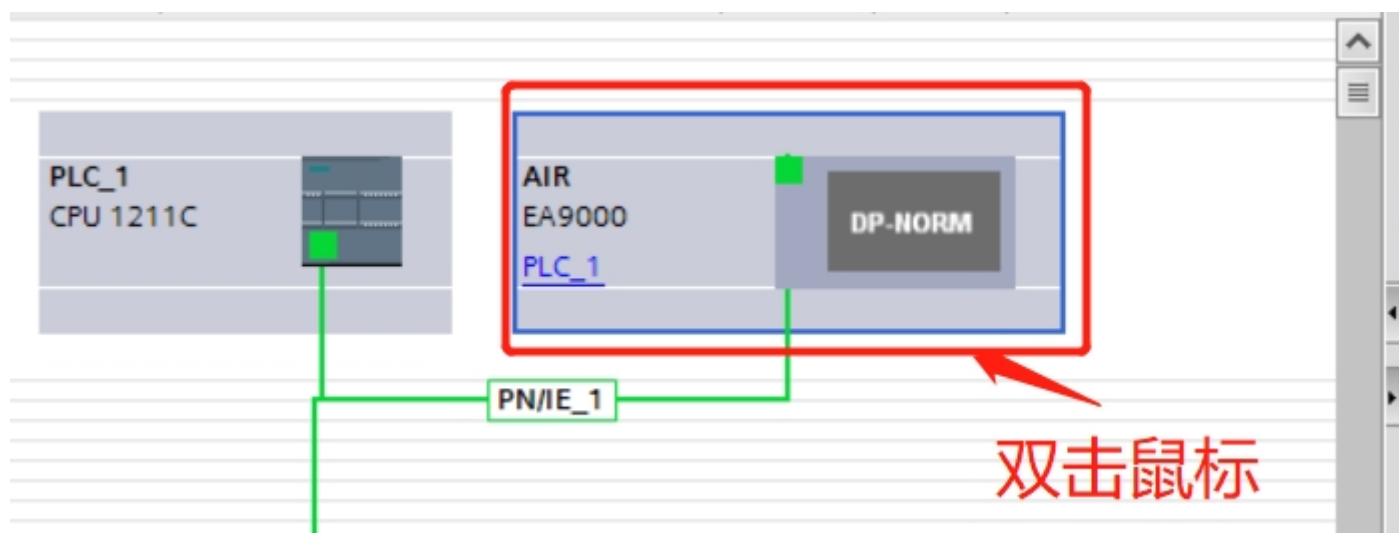 PLC_1
CPU 1211C
AIR
EA9000
PLC_1
DP-NORM
PN/IE_1
双击鼠标